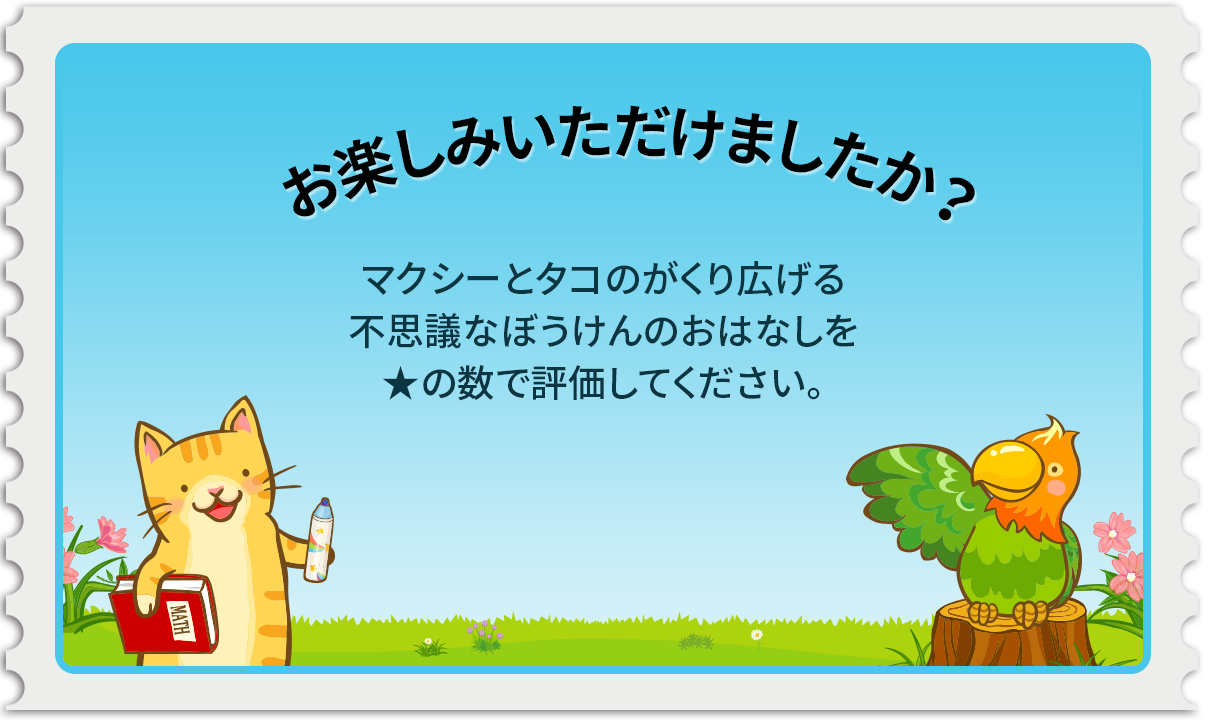 お楽しみいただけましたか？
マクシーとタコのがくり広げる
不思議なぼうけんのおはなしを
★の数で評価してください。
MATH